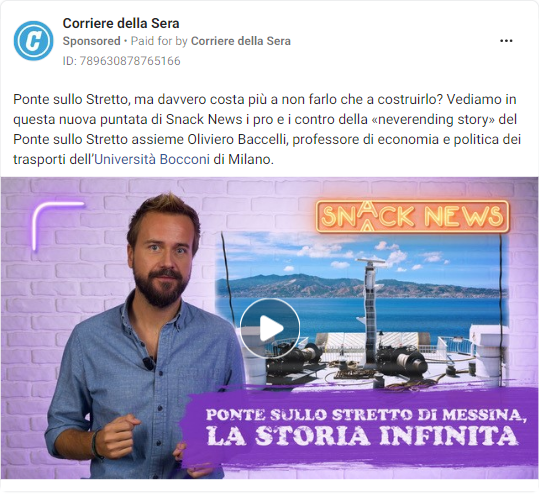 Corriere della Sera
Sponsored • Paid for by Corriere della Sera
ID: 789630878765166
Ponte sullo Stretto, ma davvero costa più a non farlo che a costruirlo? Vediamo in
questa nuova puntata di Snack News i pro e i contro della «neverending story» del
Ponte sullo Stretto assieme Oliviero Baccelli, professore di economia e politica dei
trasporti dell’Università Bocconi di Milano.
SNACK NEWS
PONTE SULLO STRETTO DI MESSINA,
LA STORIA INFINITA